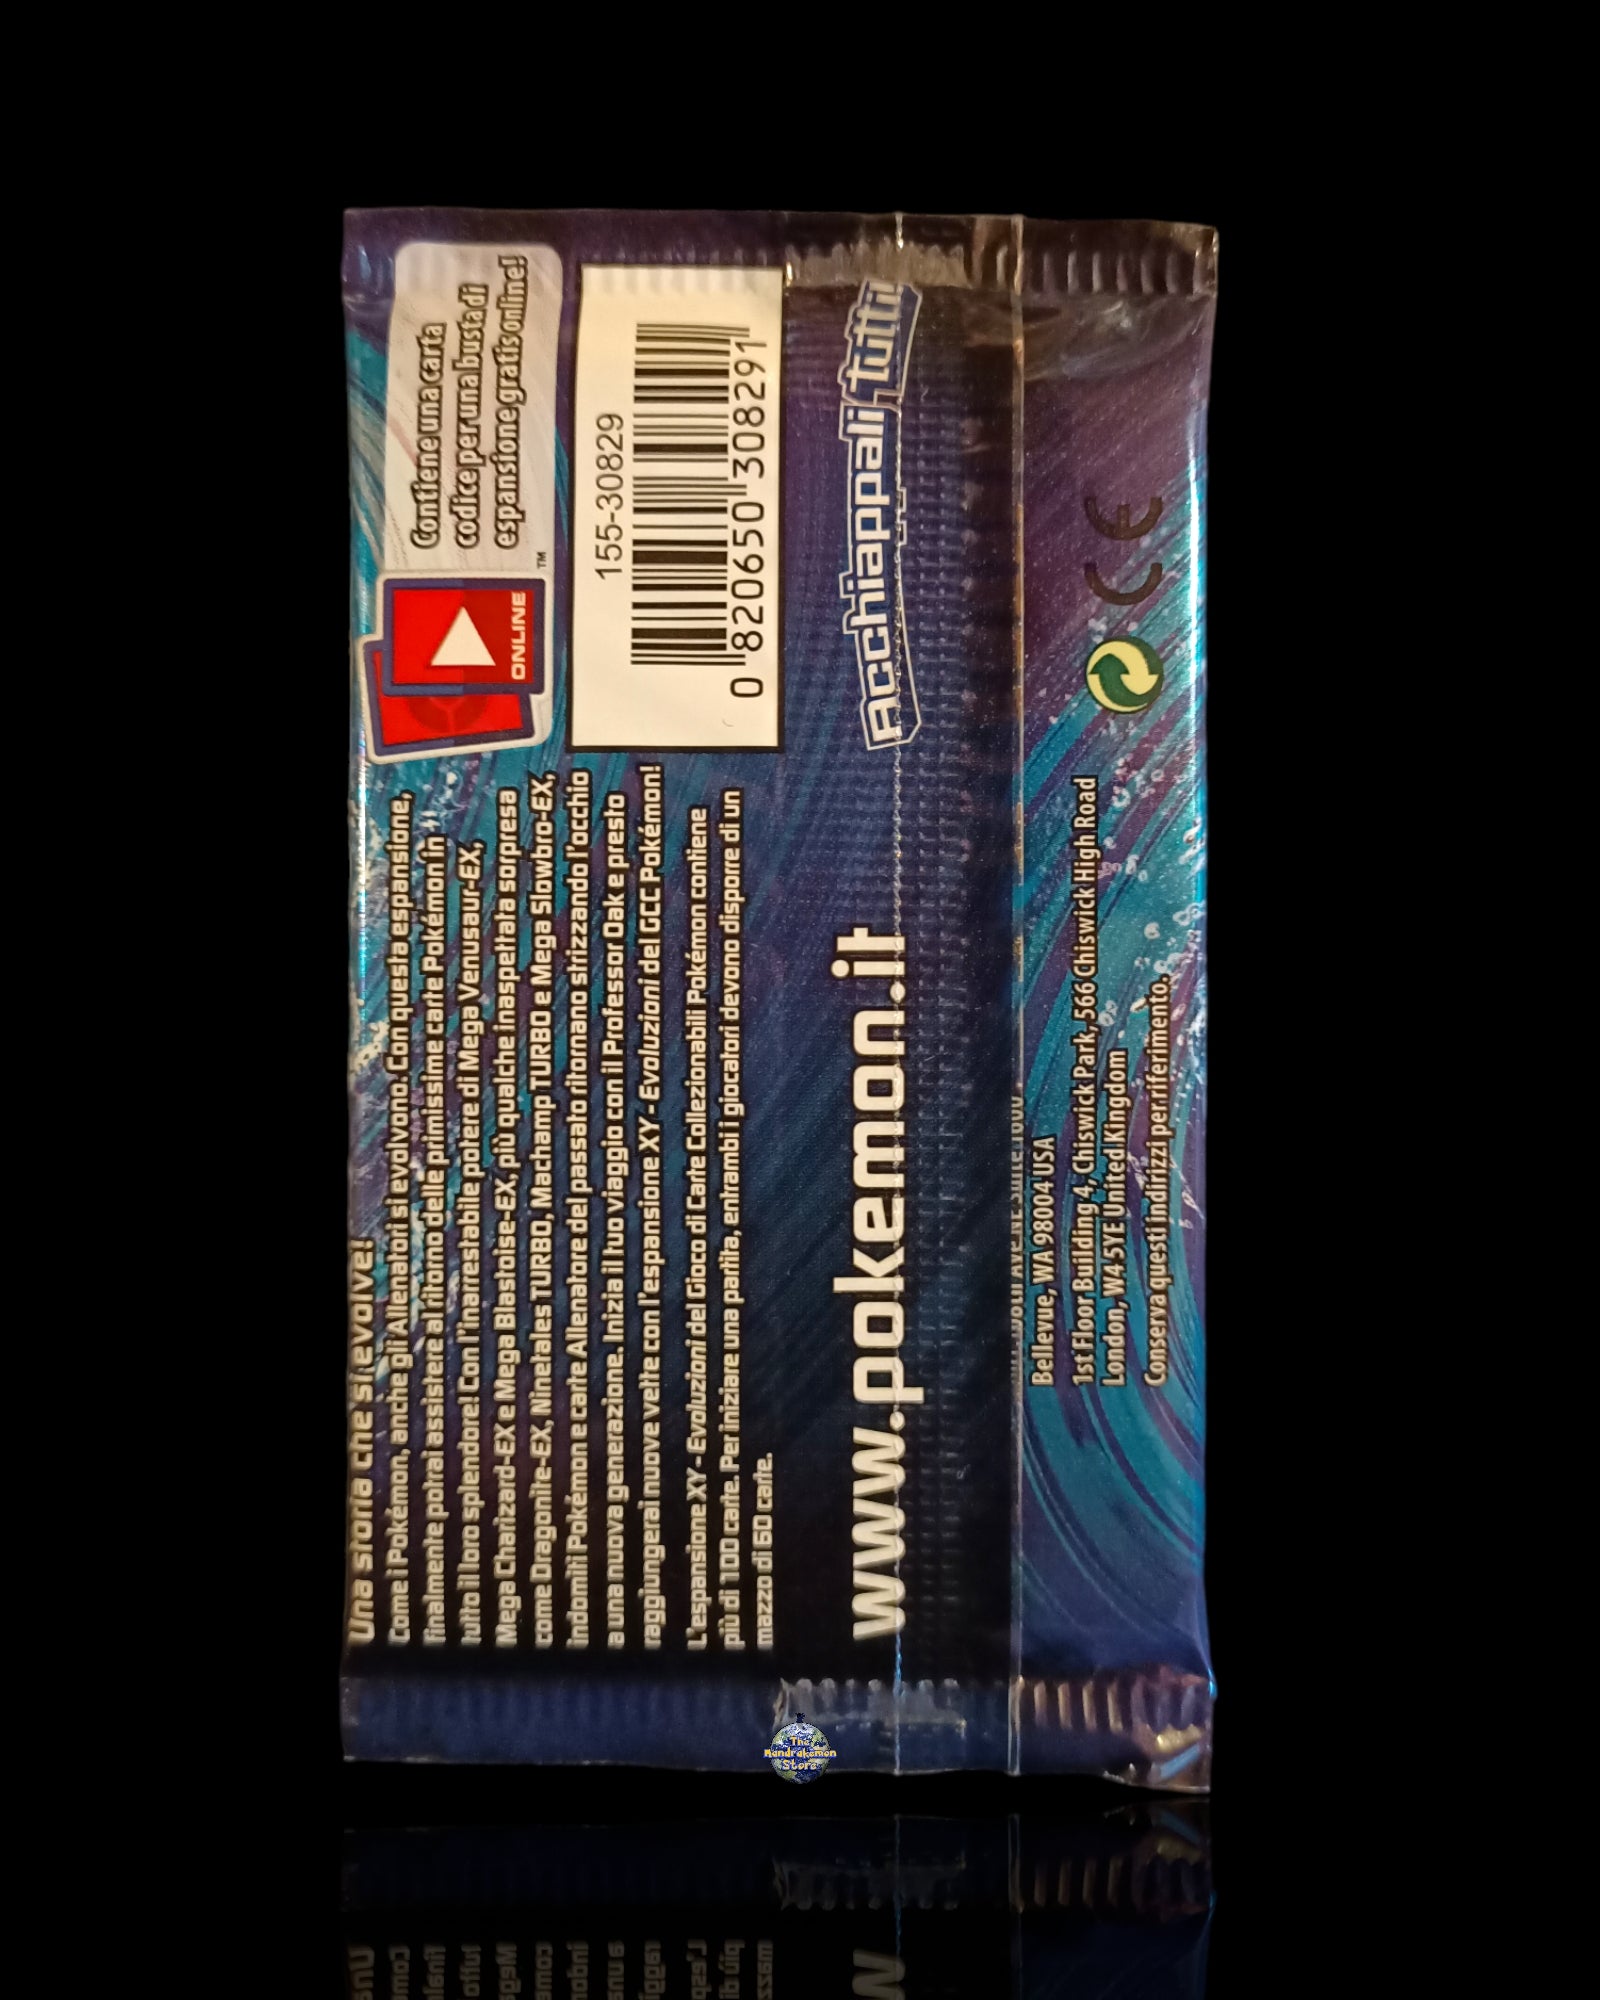 Una storia che si evolve!
Come i Pokémon, anche gli Allenatori si evolvono. Con questa espansione,
finalmente potrai assistere al ritorno delle primissime carte Pokémon in
tutto il loro splendore! Con l'inarrestabile potere di Mega Venusaur-EX,
Mega Charizard-EX e Mega Blastoise-EX, più qualche inaspettata sorpresa
come Dragonite-EX, Ninetales TURBO, Machamp TURBO e Mega Slowbro-EX,
indomiti Pokémon e carte Allenatore del passato ritornano strizzando l'occhio
a una nuova generazione. Inizia il tuo viaggio con il Professor Oak e presto
raggiungerai nuove vette con l'espansione XY - Evoluzioni del GCC Pokémon!
L'espansione XY - Evoluzioni del Gioco di Carte Collezionabili Pokémon contiene
più di 100 carte. Per iniziare una partita, entrambi i giocatori devono disporre di un
mazzo di 60 carte.
ONLINE
™
Contiene una carta
codice per una busta di
espansione gratis online!
155-30829
0 820650 308291
www.pokemon.it
Acchiappali tutti!
Bellevue, WA 98004 USA
1st Floor Building 4, Chiswick Park, 566 Chiswick High Road
London, W4 5YE United Kingdom
Conserva questi indirizzi per riferimento.
CE
The
Mandrakemon
Store